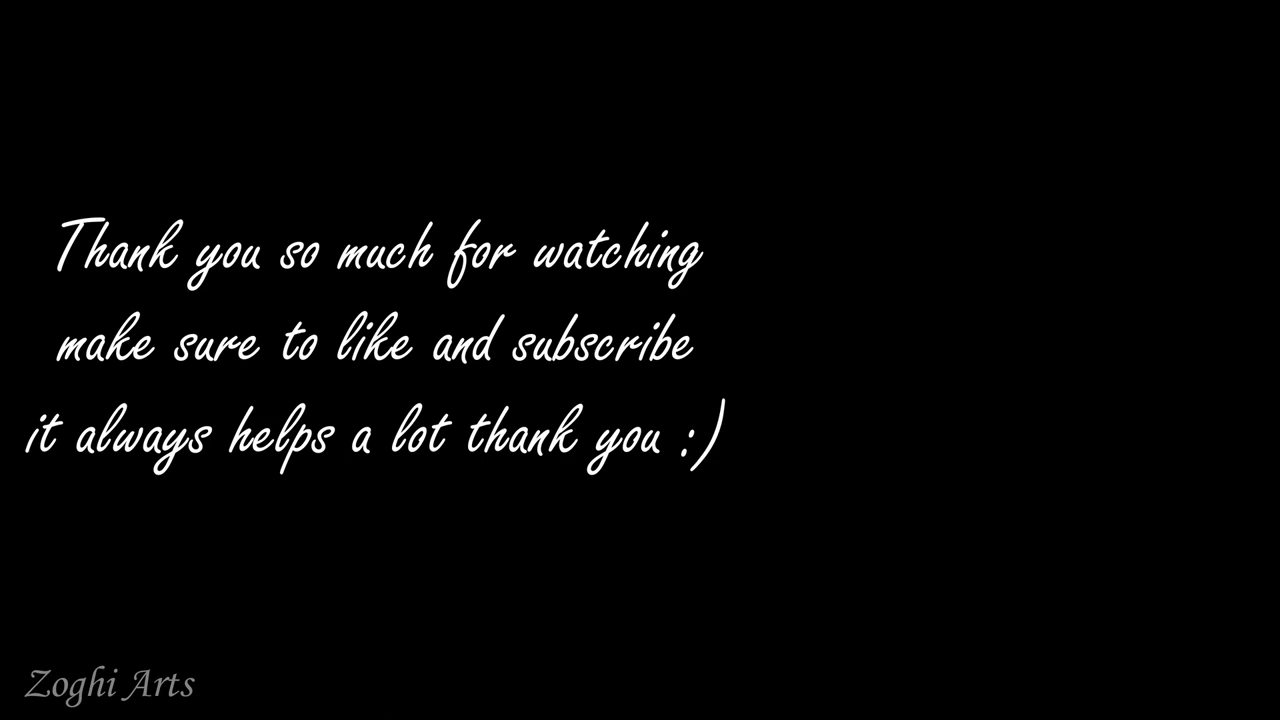 Thank you so much for watching
make sure to like and subscribe
it always helps a lot thank you :)
Zoghi Arts